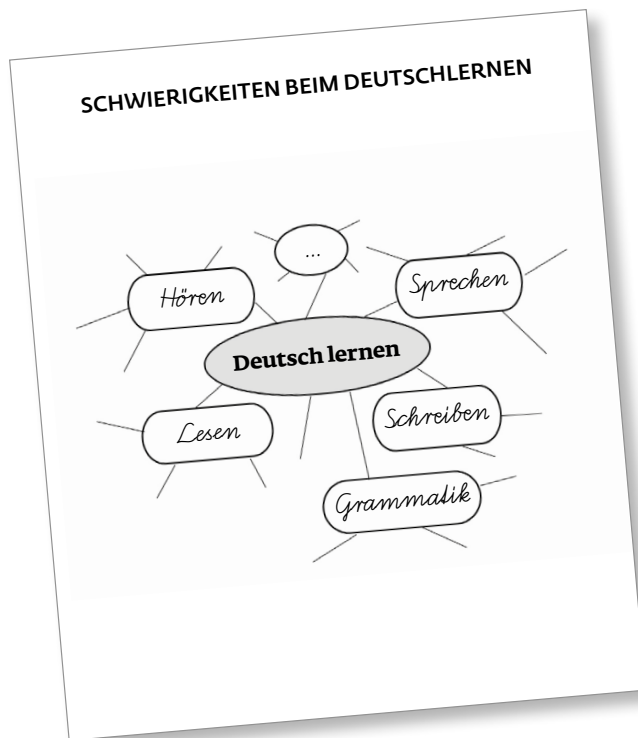 SCHWIERIGKEITEN BEIM DEUTSCHLERNEN
...
Hören
Sprechen
Deutsch lernen
Lesen
Schreiben
Grammatik